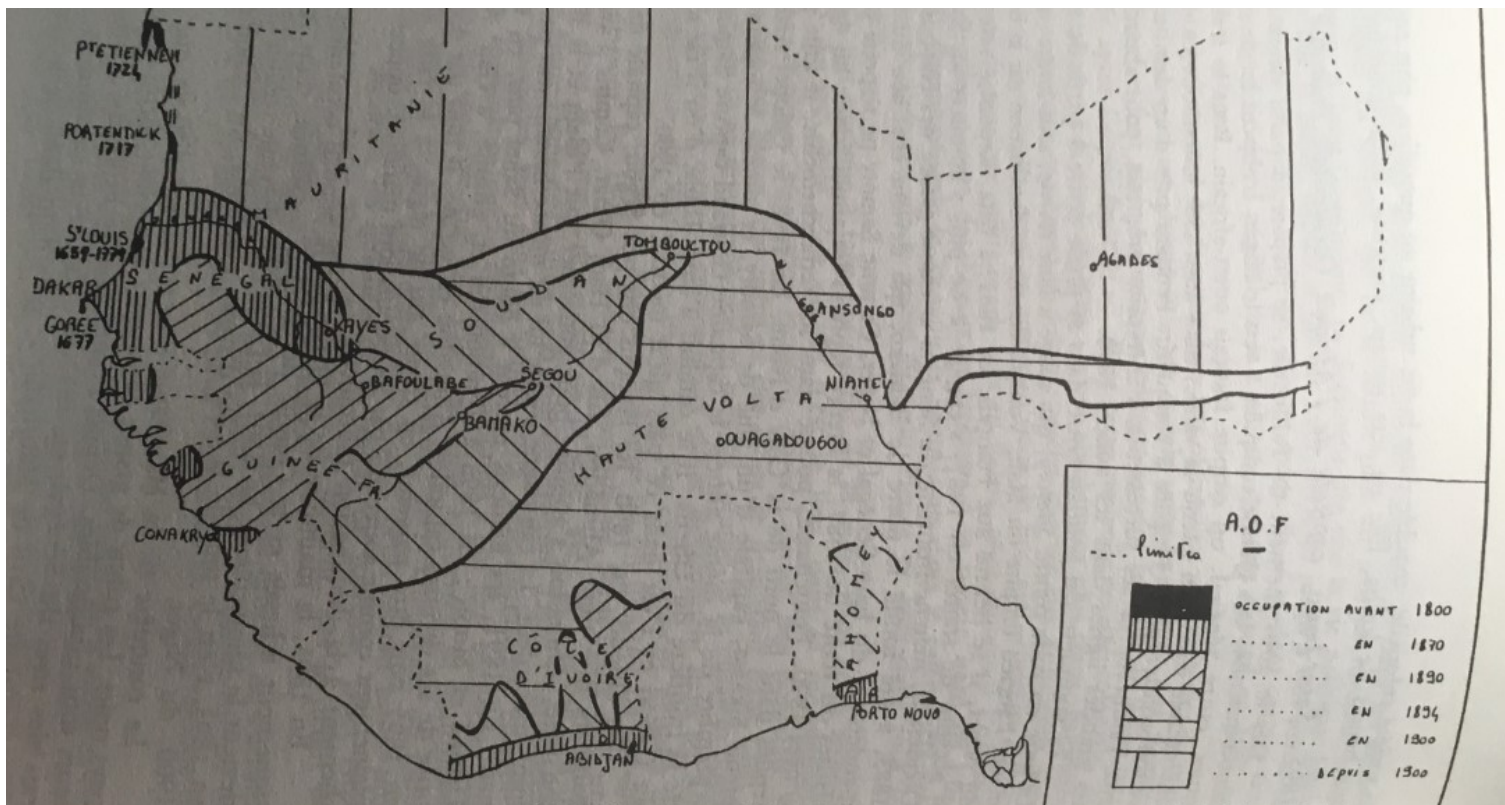 PT ETIENNE
1724
PORTENDICK
1717
MAURITANIE
ST LOUIS
1659-1779
SENEGAL
DAKAR
GOREE
1677
KAYES
SOUDAN
TOMBOUCTOU
AGADES
ANSONGO
BAFOULABE
SEGOU
BAMAKO
NIAMEY
HAUTE VOLTA
OUAGADOUGOU
GUINEE FA
CONAKRY
DAHOMEY
CÔTE
D'IVOIRE
ABIDJAN
PORTO NOVO
A.O.F
limites
OCCUPATION AVANT 1800
EN 1870
EN 1890
EN 1894
EN 1900
DEPUIS 1900